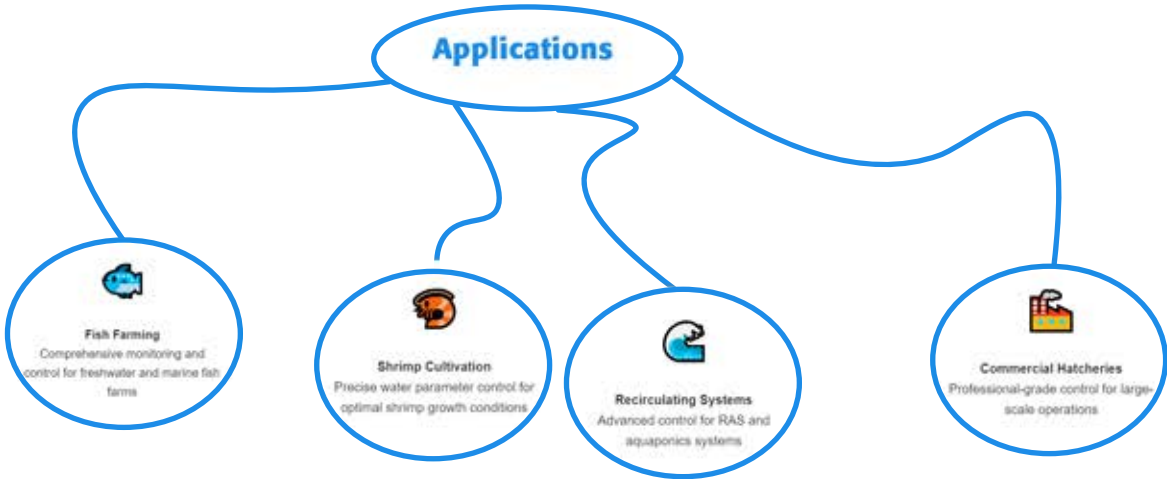 Applications
Fish Farming
Comprehensive monitoring and
control for freshwater and marine fish
farms
Shrimp Cultivation
Precise water parameter control for
optimal shrimp growth conditions
Recirculating Systems
Advanced control for RAS and
aquaponics systems
Commercial Hatcheries
Professional-grade control for large-
scale operations